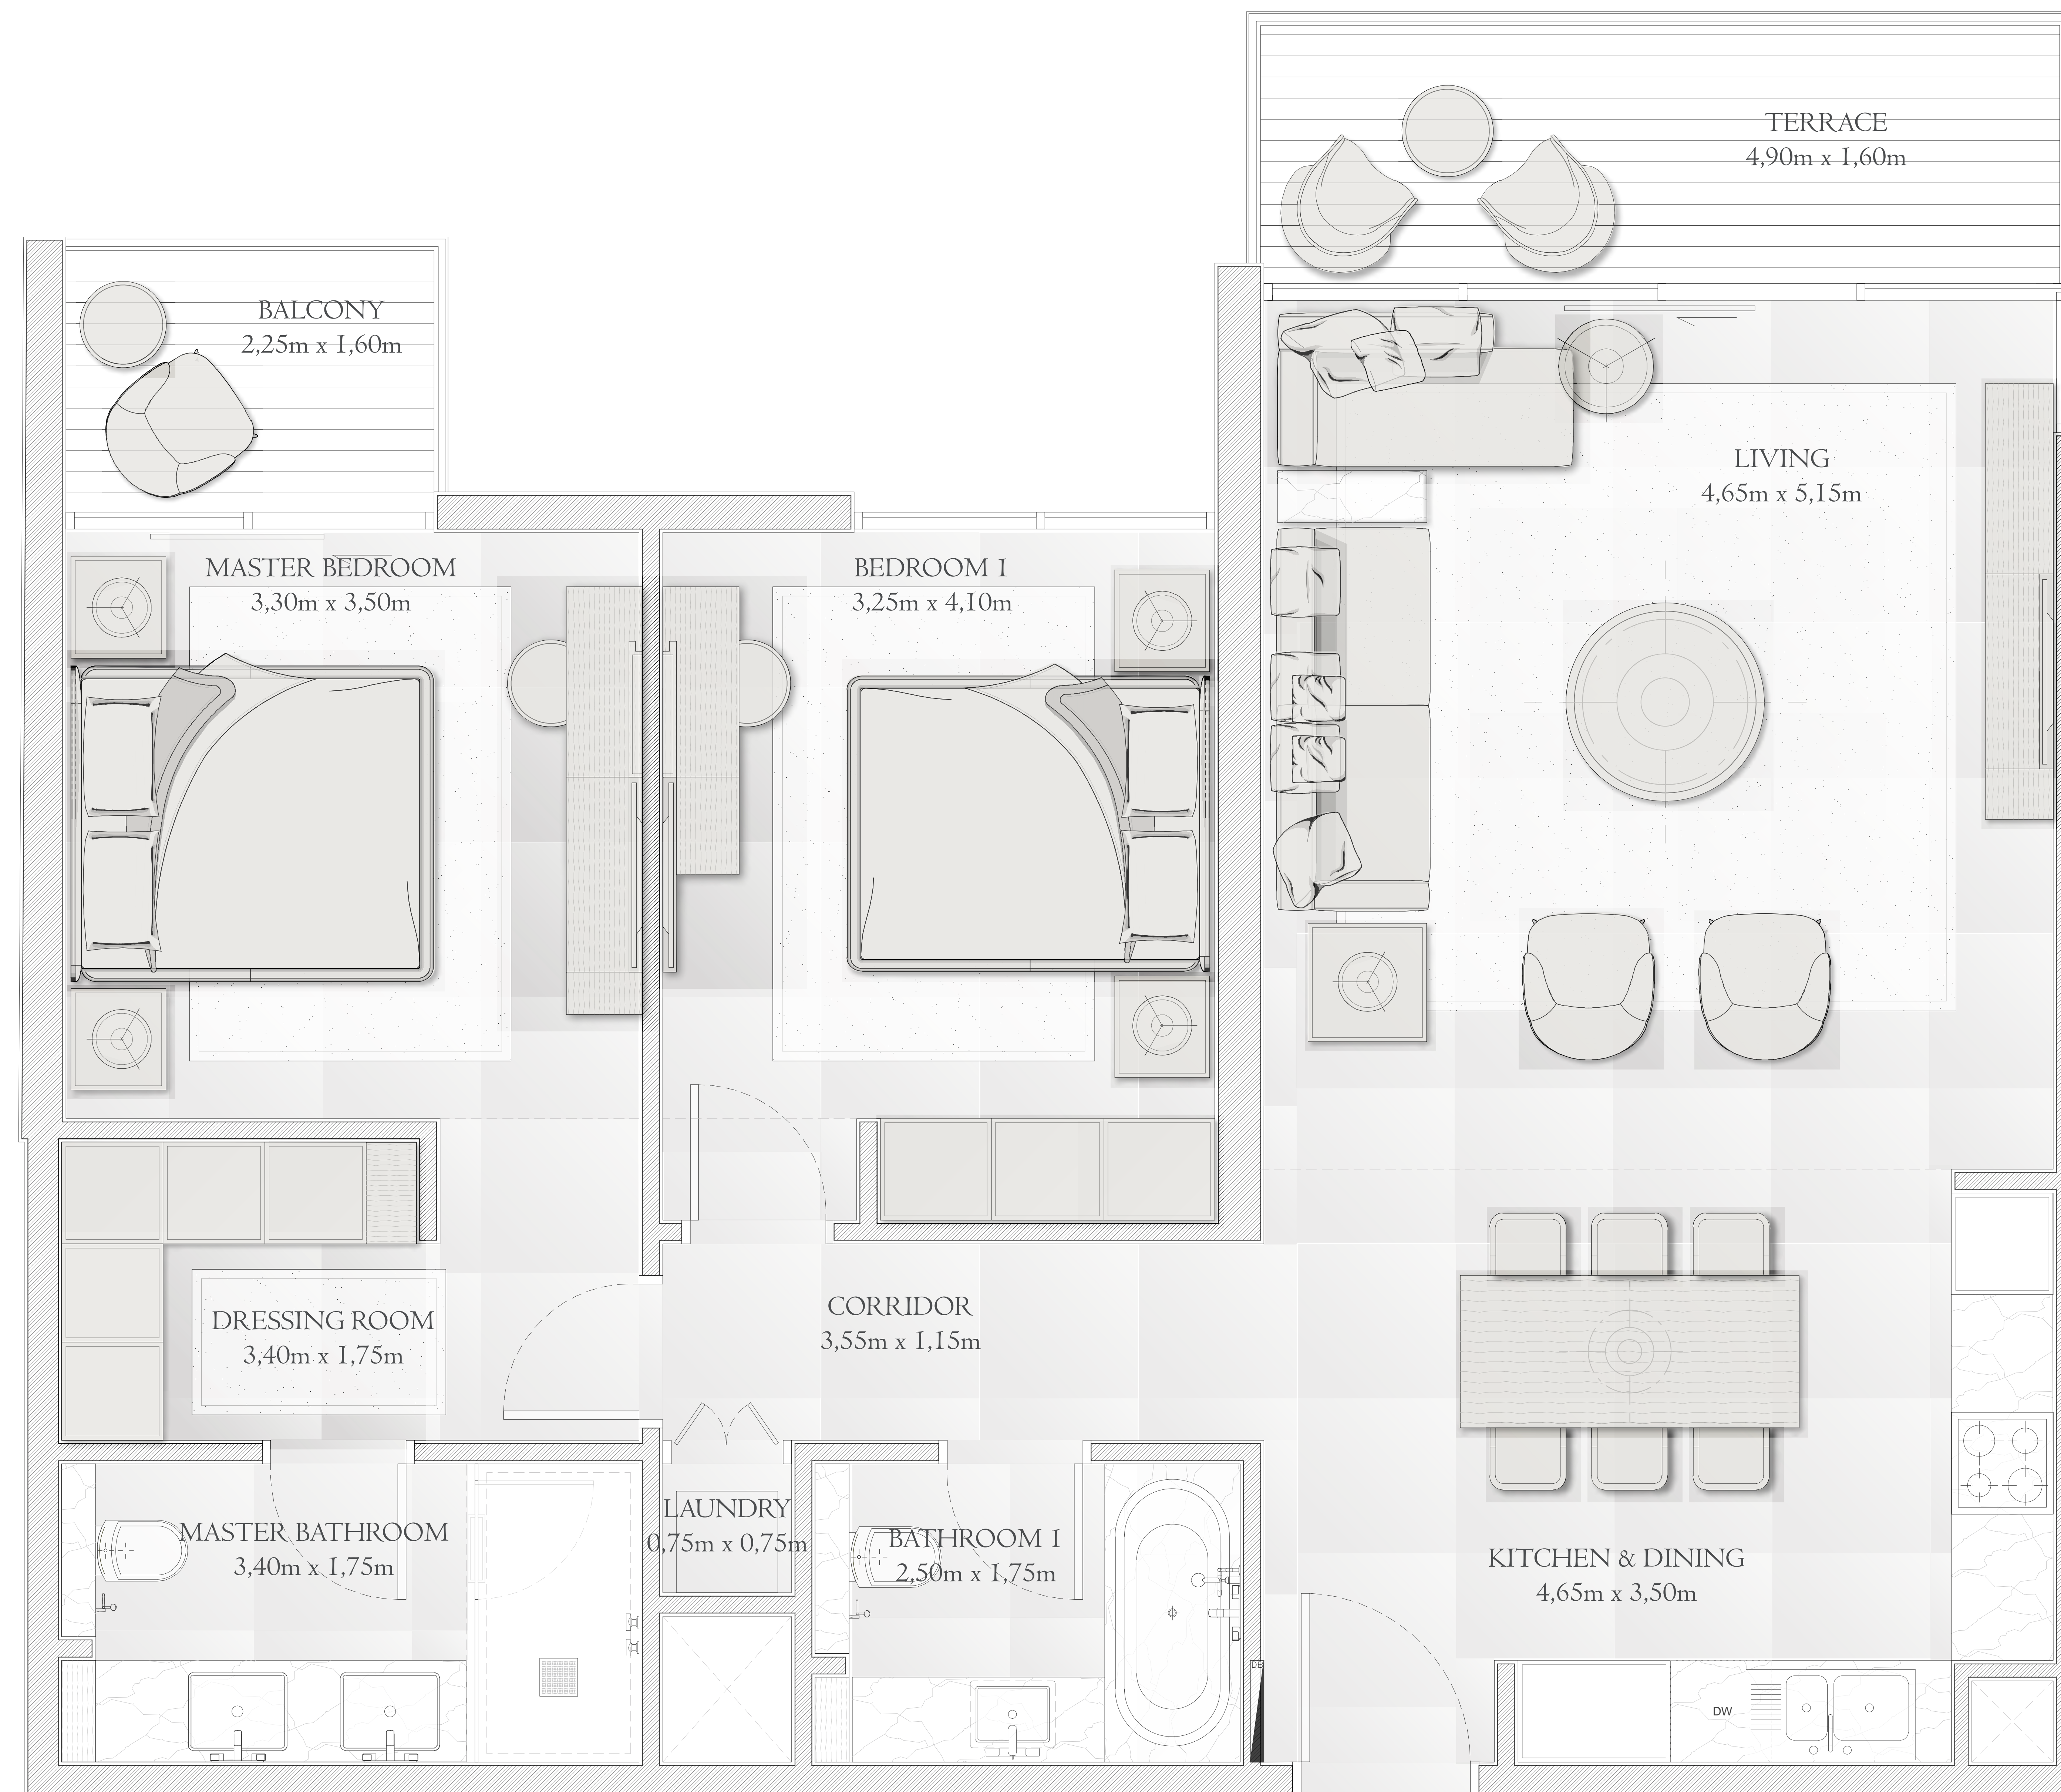 TERRACE
4,90m x 1,60m
BALCONY
2,25m x 1,60m
LIVING
4,65m x 5,15m
MASTER BEDROOM
3,30m x 3,50m
BEDROOM 1
3,25m x 4,10m
CORRIDOR
3,55m x 1,15m
DRESSING ROOM
3,40m x 1,75m
LAUNDRY
0,75m x 0,75m
MASTER BATHROOM
3,40m x 1,75m
BATHROOM 1
2,50m x 1,75m
KITCHEN & DINING
4,65m x 3,50m
DB
DW